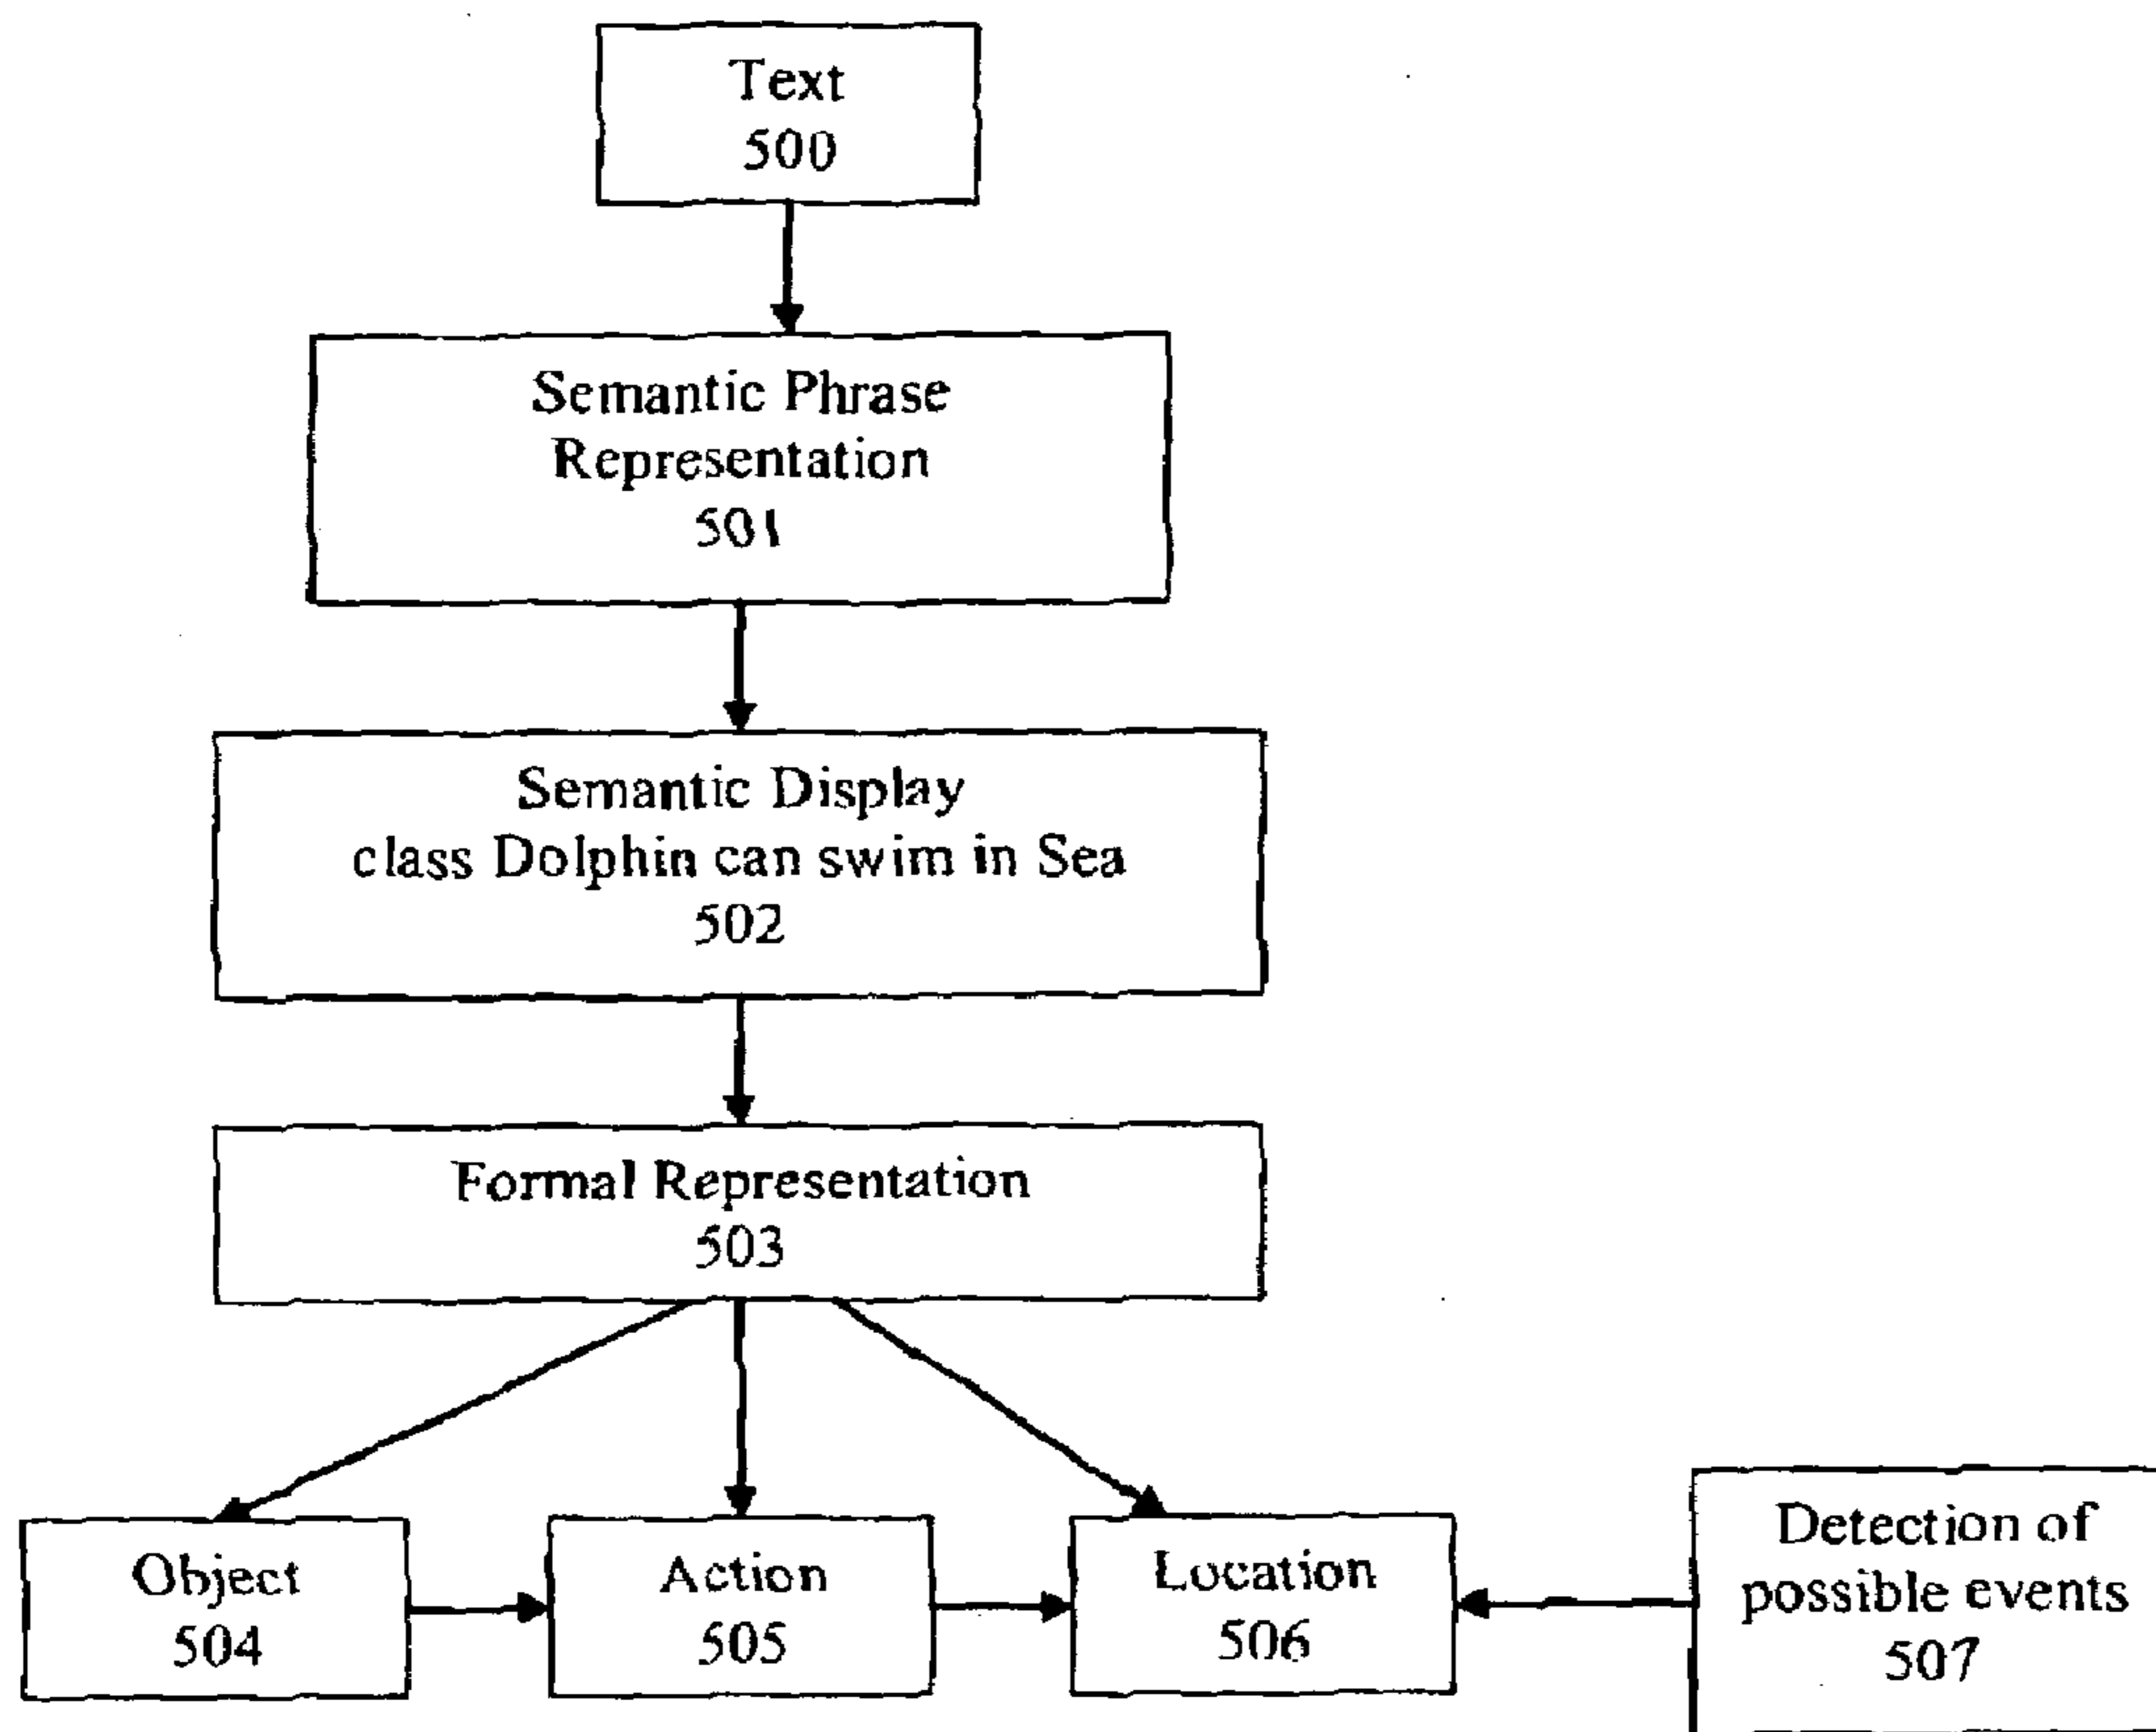 Text
500
Semantic Phrase
Representation
501
Semantic Display
class Dolphin can swim in Sea
502
Formal Representation
503
Object
504
Action
505
Location
506
Detection of
possible events
507